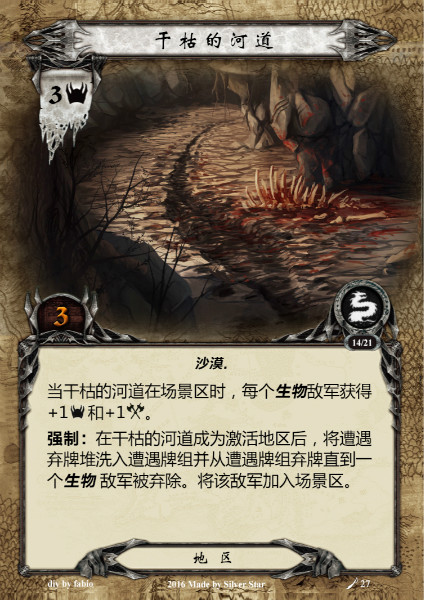 干枯的河道
3
3
14/21
沙漠.
当干枯的河道在场景区时，每个生物敌军获得
+1和+1。
强制：在干枯的河道成为激活地区后，将遭遇
弃牌堆洗入遭遇牌组并从遭遇牌组弃牌直到一
个生物 敌军被弃除。将该敌军加入场景区。
地 区
diy by fabio
2016 Made by Silver Star
27